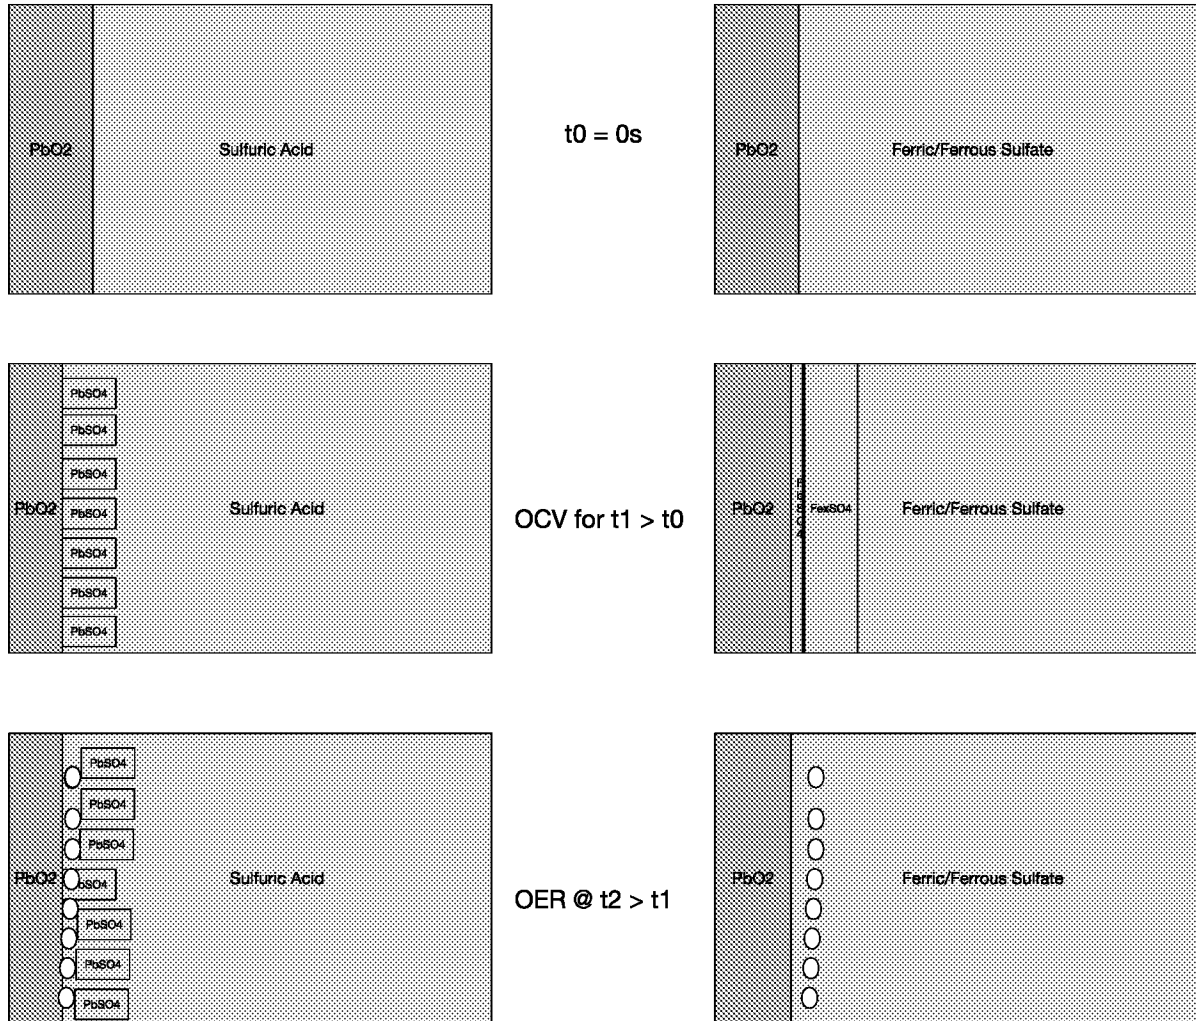 PbO2
Sulfuric Acid
t0 = 0s
PbO2
Ferric/Ferrous Sulfate
PbSO4
PbSO4
PbSO4
PbSO4
PbSO4
PbSO4
PbSO4
PbO2
Sulfuric Acid
OCV for t1 > t0
PbO2
FexSO4
Ferric/Ferrous Sulfate
PbSO4
PbSO4
PbSO4
bSO4
PbSO4
PbSO4
PbSO4
PbO2
Sulfuric Acid
OER @ t2 > t1
PbO2
Ferric/Ferrous Sulfate